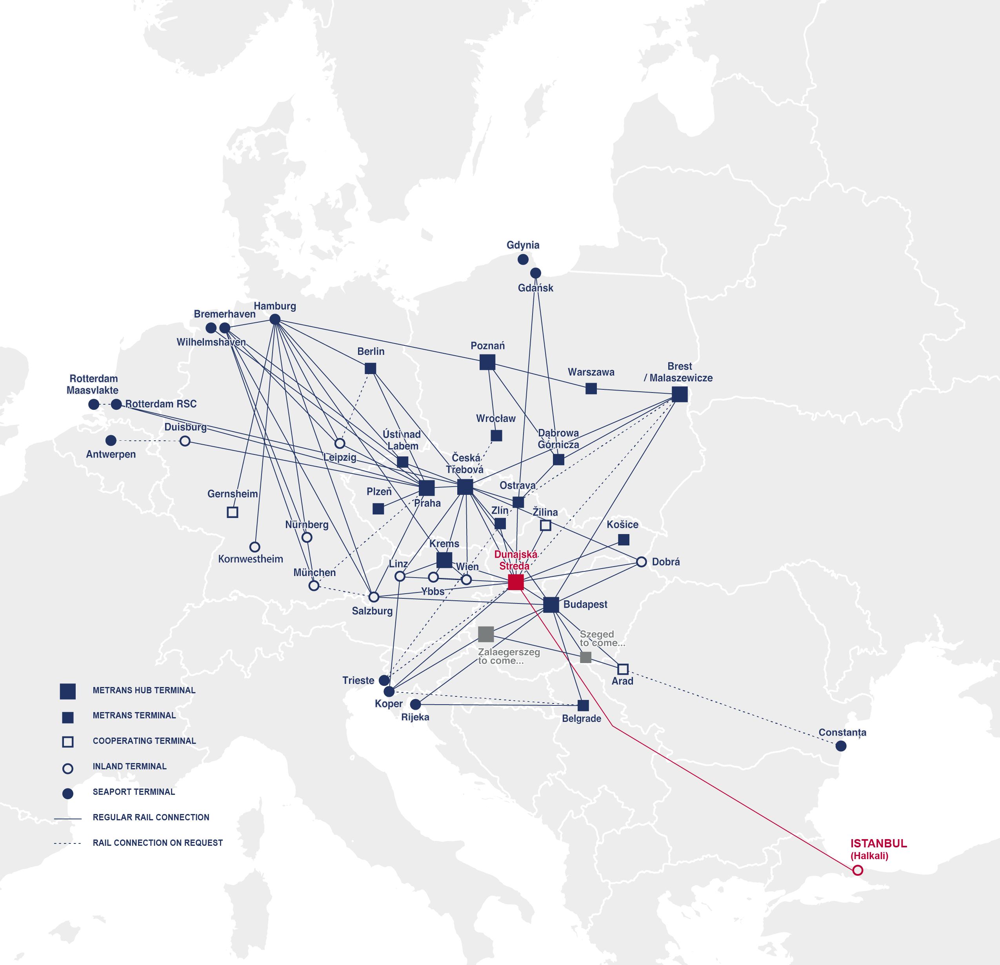 Gdynia
Gdańsk
Hamburg
Bremerhaven
Wilhelmshaven
Poznań
Berlin
Brest
/ Malaszewicze
Warszawa
Rotterdam
Maasvlakte
Rotterdam RSC
Wrocław
Duisburg
Ústí nad
Labem
Dąbrowa
Górnicza
Antwerpen
Leipzig
Česká
Třebová
Ostrava
Plzeň
Gernsheim
Praha
Zlín
Žilina
Nürnberg
Košice
Krems
Kornwestheim
Dunajská
Streda
Linz
Wien
Dobrá
München
Ybbs
Salzburg
Budapest
Szeged
to come...
Zalaegerszeg
to come...
Trieste
Arad
Koper
Rijeka
Belgrade
Constanța
METRANS HUB TERMINAL
METRANS TERMINAL
COOPERATING TERMINAL
INLAND TERMINAL
SEAPORT TERMINAL
REGULAR RAIL CONNECTION
RAIL CONNECTION ON REQUEST
ISTANBUL
(Halkali)